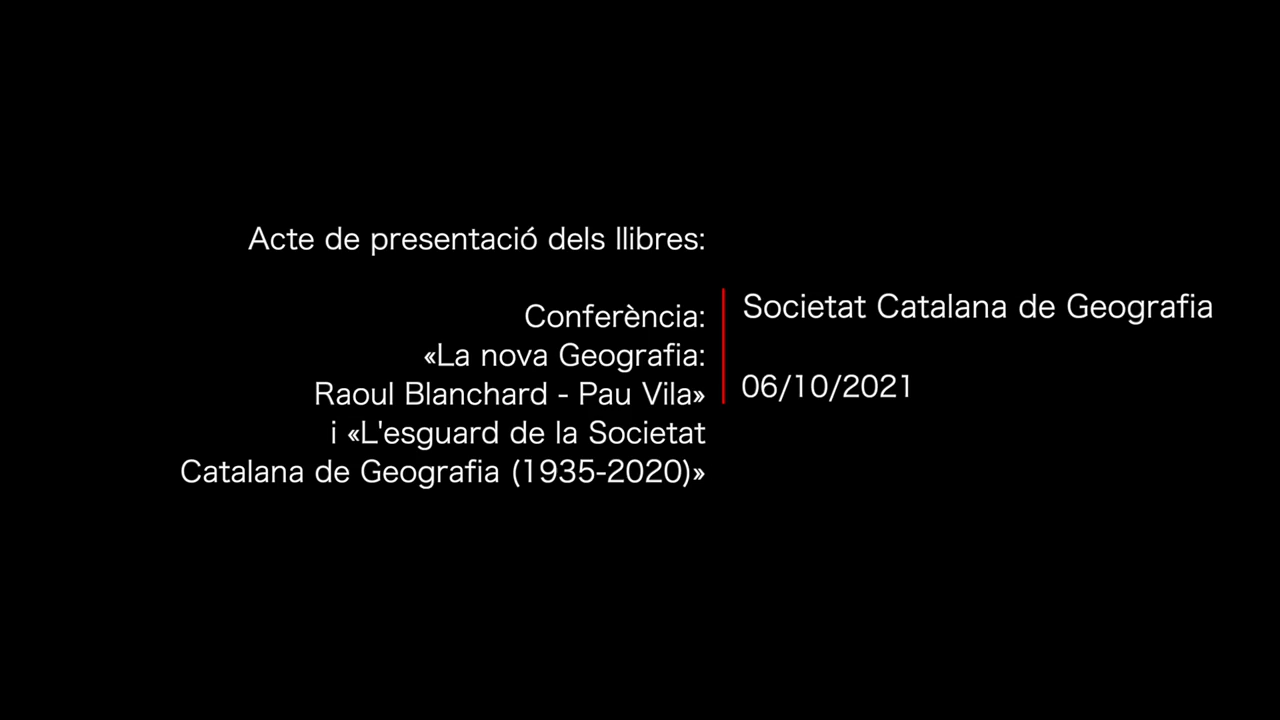 Acte de presentació dels llibres:
Conferència:
«La nova Geografia:
Raoul Blanchard - Pau Vila»
i «L'esguard de la Societat
Catalana de Geografia (1935-2020)»
Societat Catalana de Geografia
06/10/2021